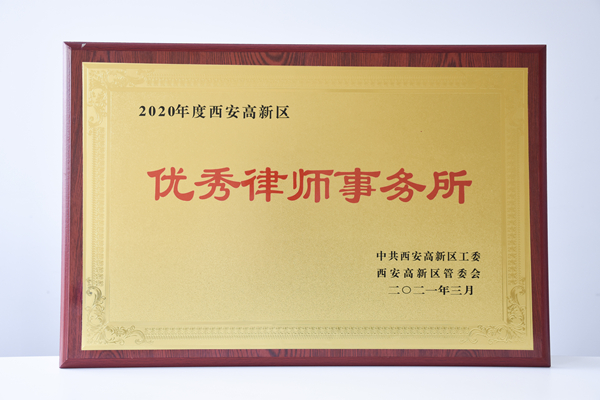 2020年度西安高新区
优秀律师事务所
中共西安高新区工委
西安高新区管委会
二〇二一年三月